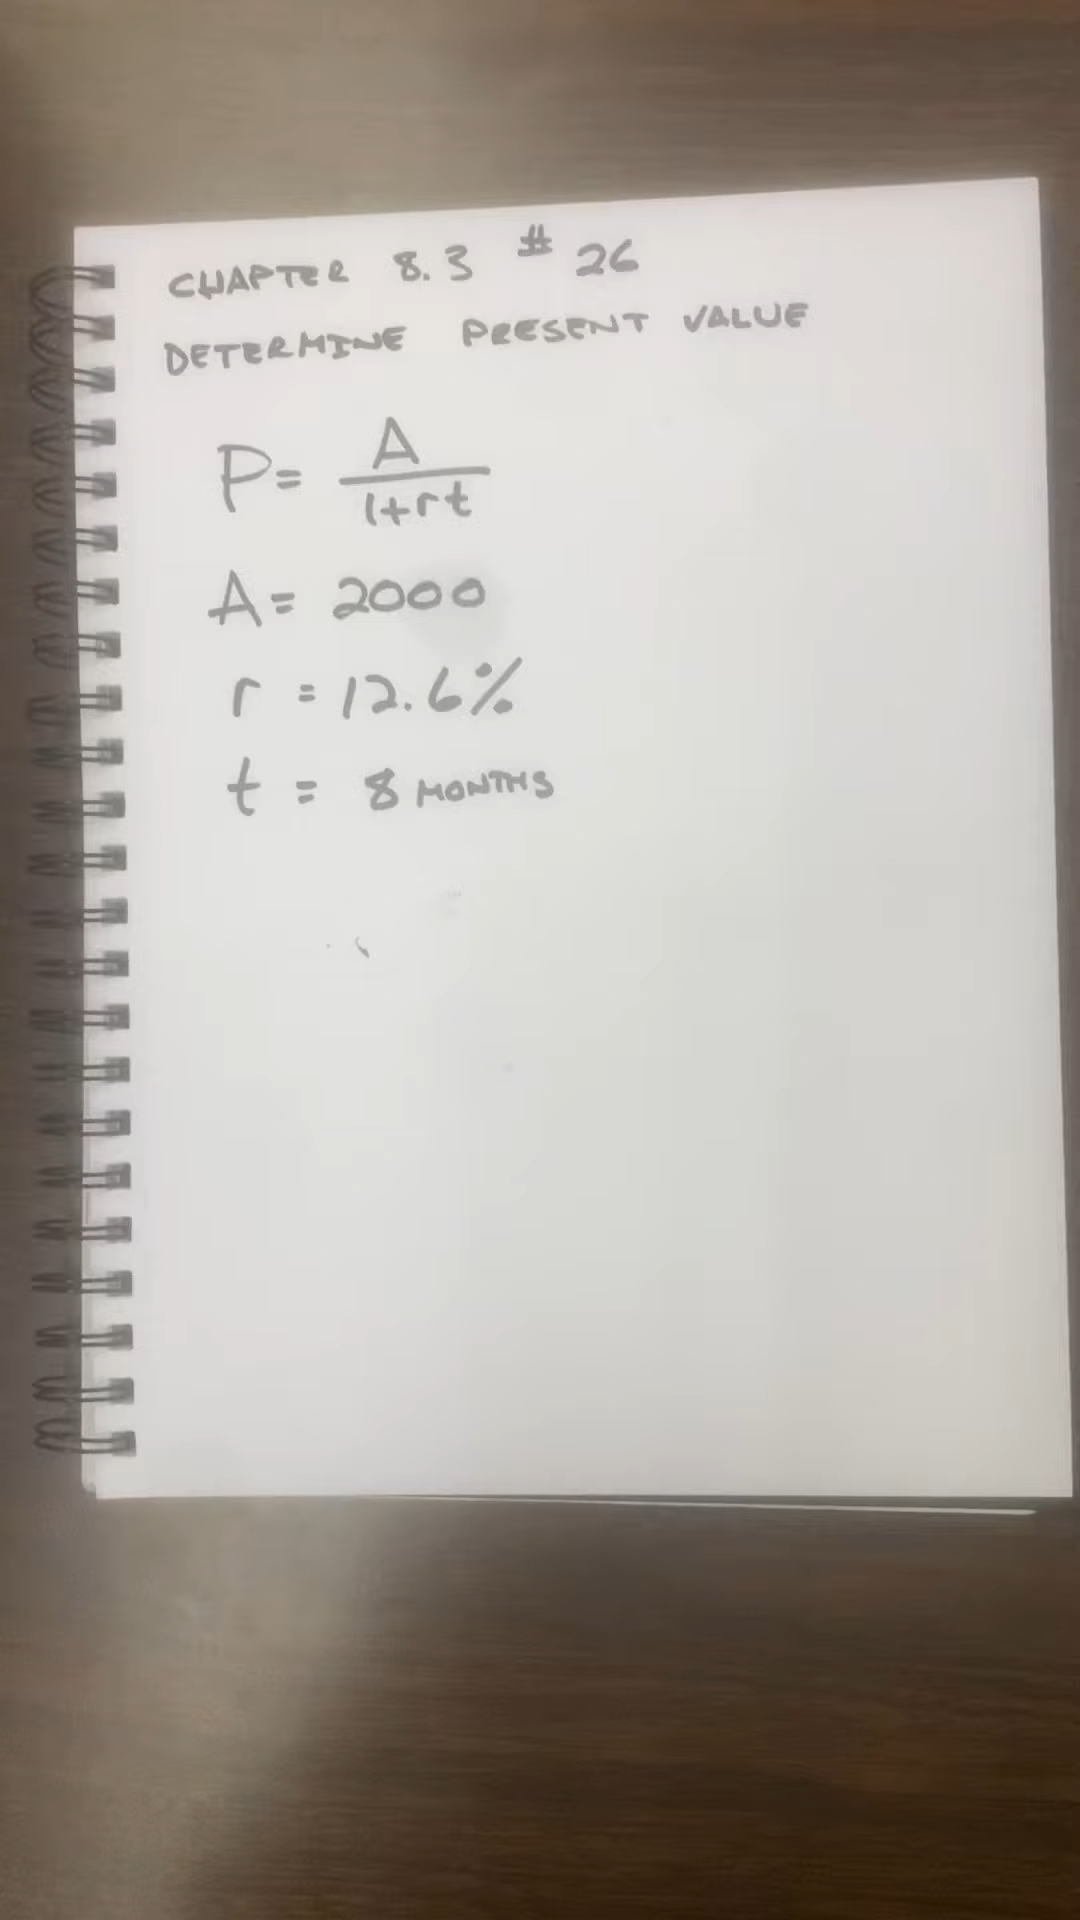 CHAPTER 8.3 # 26
DETERMINE PRESENT VALUE
P = A
1+rt
A = 2000
r = 12.6%
t = 8 MONTHS